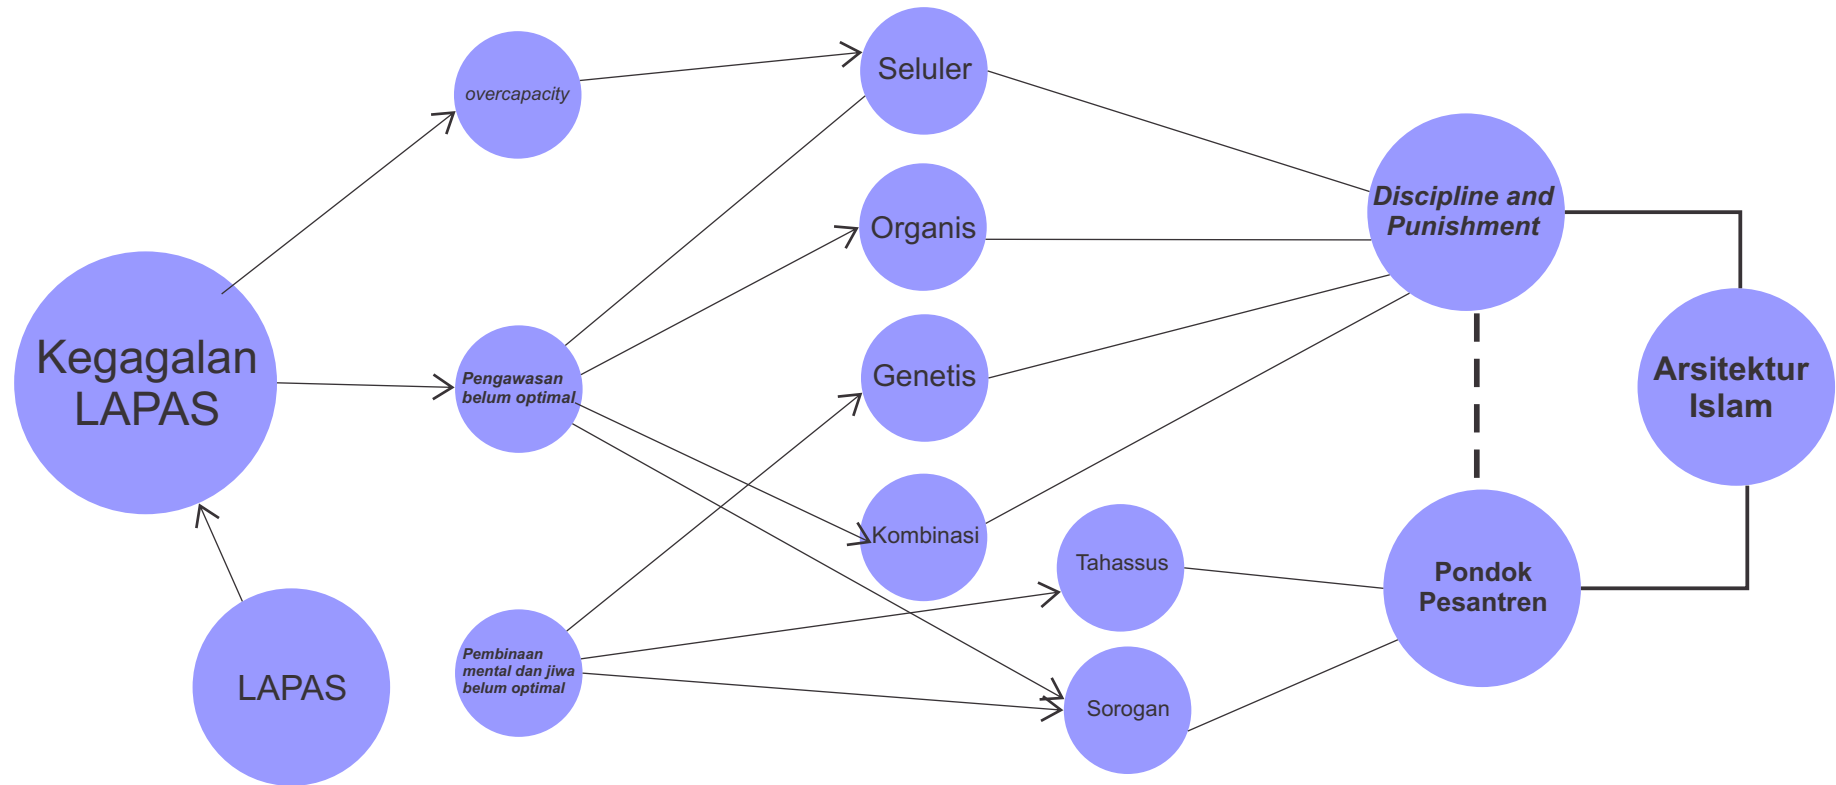 overcapacity
Seluler
Discipline and
Punishment
Organis
Kegagalan
LAPAS
Pengawasan
belum optimal
Genetis
Arsitektur
Islam
Kombinasi
Tahassus
Pondok
Pesantren
LAPAS
Pembinaan
mental dan jiwa
belum optimal
Sorogan